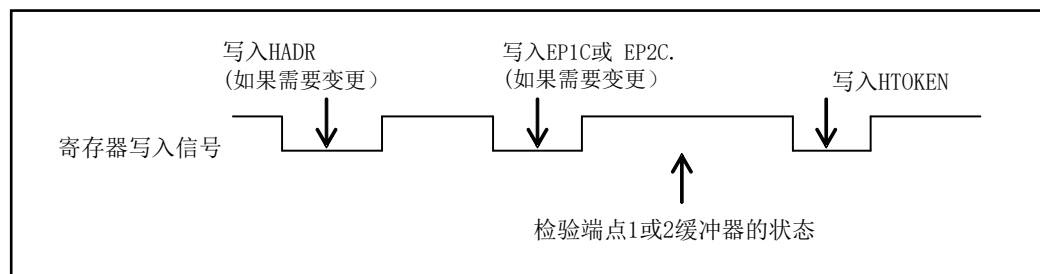 写入HADR
(如果需要变更)
写入EP1C或 EP2C.
(如果需要变更)
写入HTOKEN
寄存器写入信号
检验端点1或2缓冲器的状态